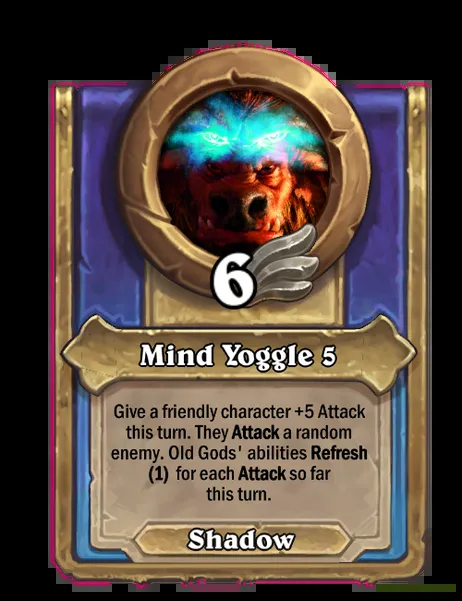 6
Mind Yoggle 5
Give a friendly character +5 Attack
this turn. They Attack a random
enemy. Old Gods' abilities Refresh
(1) for each Attack so far
this turn.
Shadow